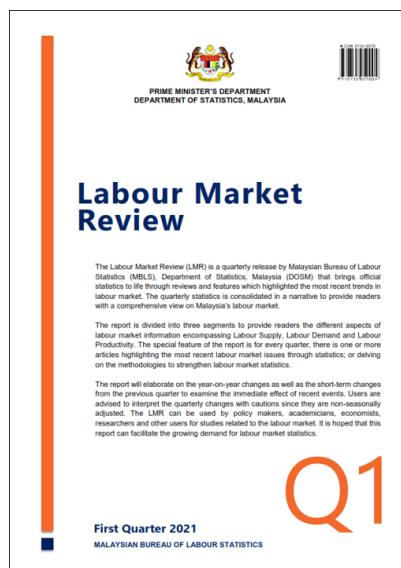 PRIME MINISTER'S DEPARTMENT
DEPARTMENT OF STATISTICS, MALAYSIA
Labour Market
Review
The Labour Market Review (LMR) is a quarterly release by Malaysian Bureau of Labour
Statistics (MBLS), Department of Statistics, Malaysia (DOSM) that brings official
statistics to life through reviews and features which highlighted the most recent trends in
labour market. The quarterly statistics is consolidated in a narrative to provide readers
with a comprehensive view on Malaysia's labour market.
The report is divided into three segments to provide readers the different aspects of
labour market information encompassing Labour Supply, Labour Demand and Labour
Productivity. The special feature of the report is for every quarter, there is one or more
articles highlighting the most recent labour market issues through statistics; or delving
on the methodologies to strengthen labour market statistics.
The report will elaborate on the year-on-year changes as well as the short-term changes
from the previous quarter to examine the immediate effect of recent events. Users are
advised to interpret the quarterly changes with cautions since they are non-seasonally
adjusted. The LMR can be used by policy makers, academicians, economists,
researchers and other users for studies related to the labour market. It is hoped that this
report can facilitate the growing demand for labour market statistics.
Q1
First Quarter 2021
MALAYSIAN BUREAU OF LABOUR STATISTICS